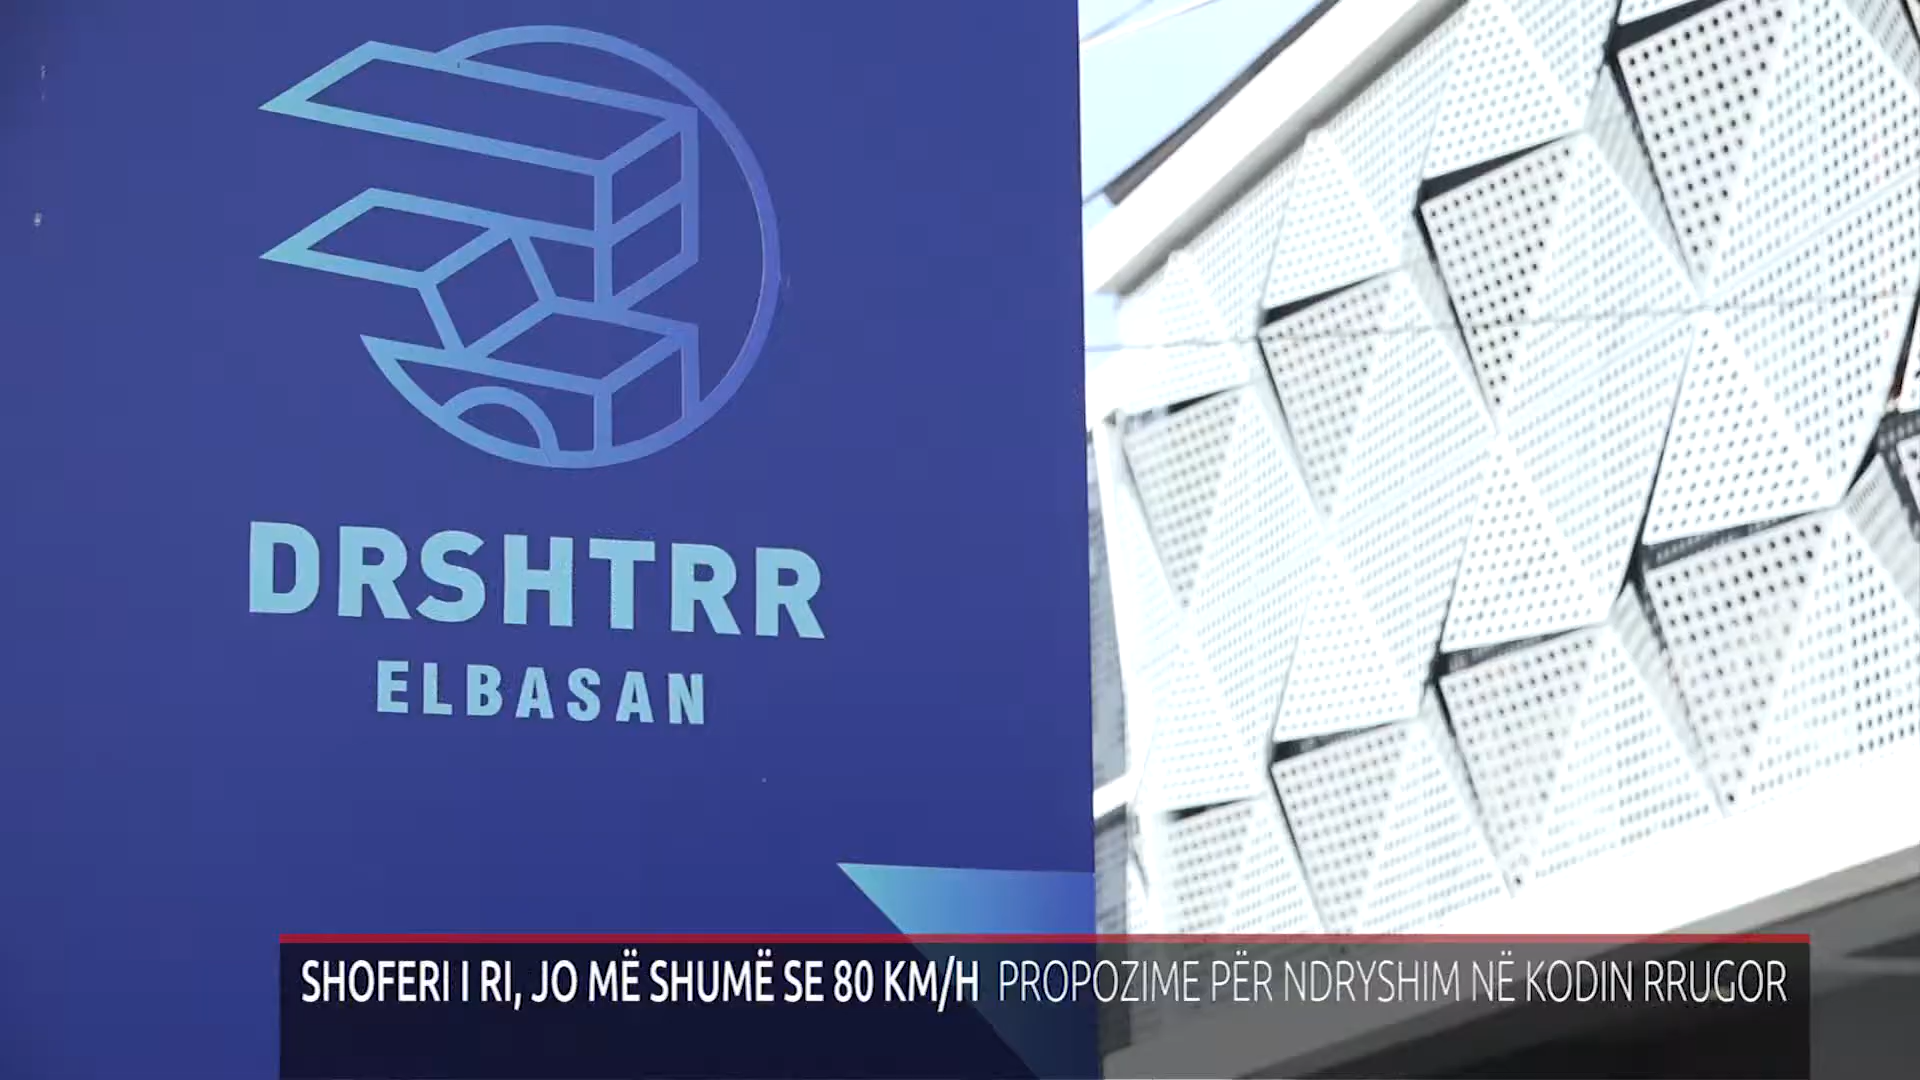 DRSHTRR
ELBASAN
SHOFERI I RI, JO MË SHUMË SE 80 KM/H PROPOZIME PËR NDRYSHIM NË KODIN RRUGOR